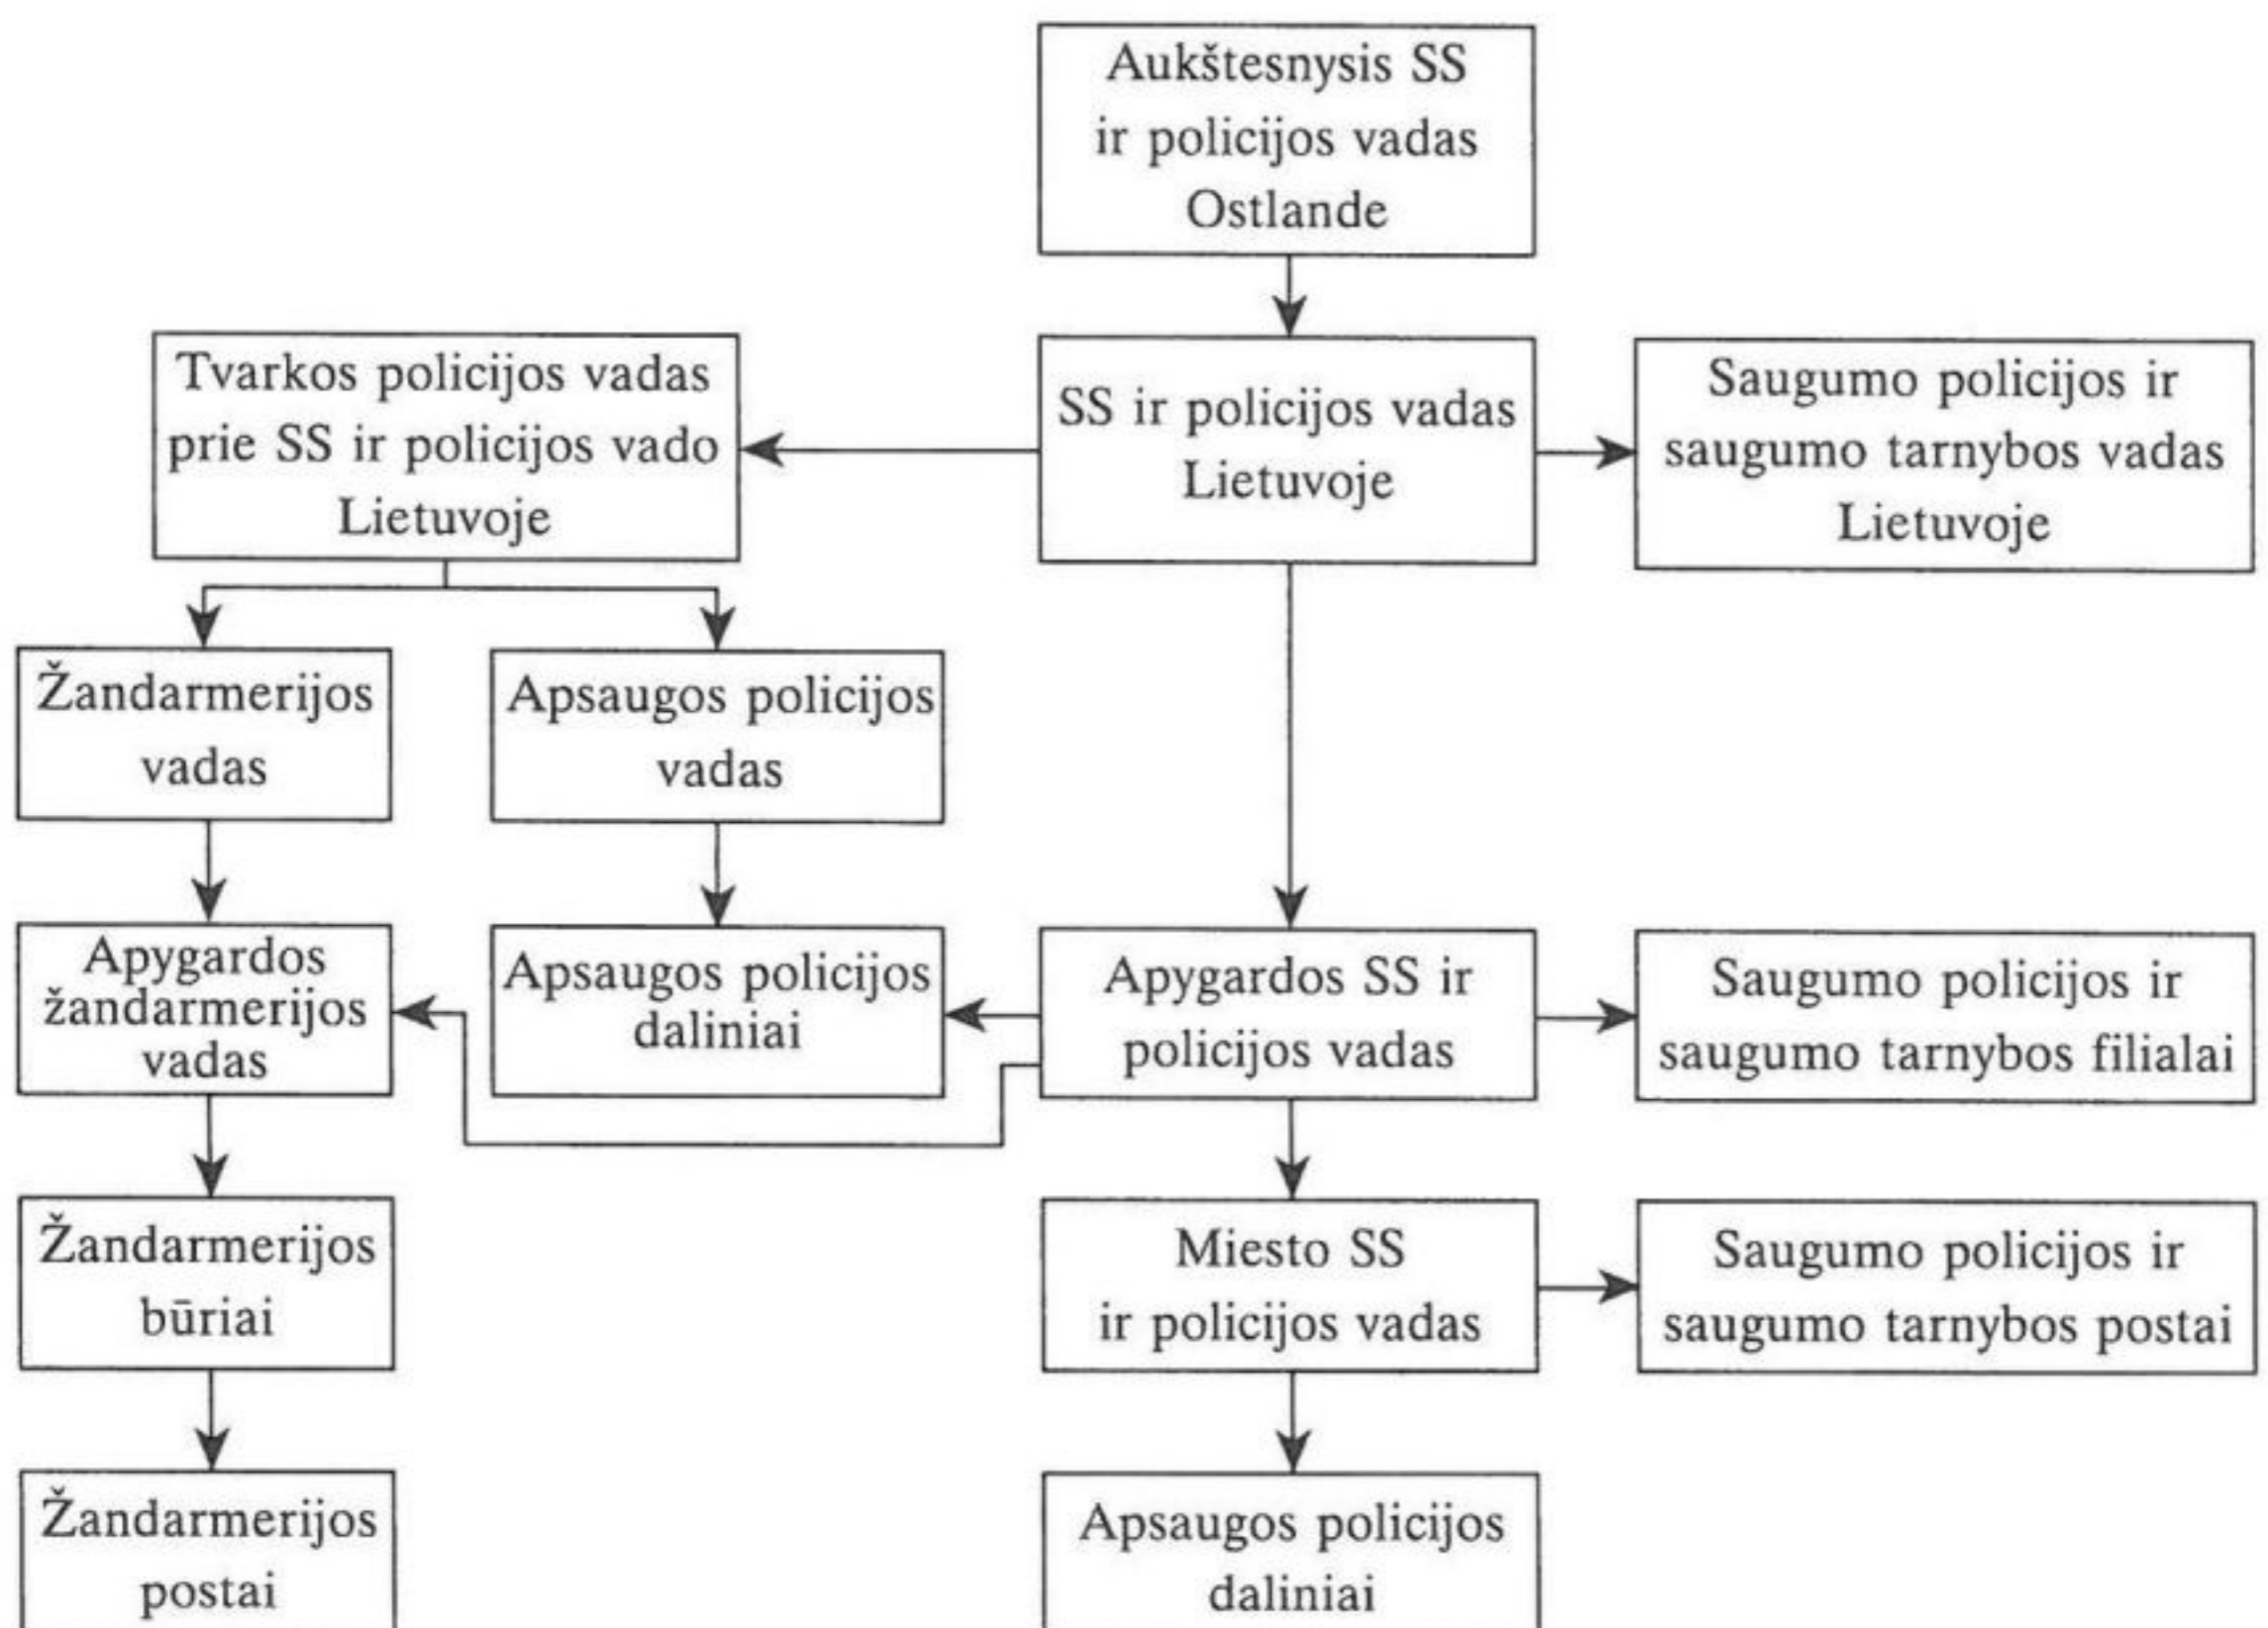 Aukštesnysis SS
ir policijos vadas
Ostlande
Tvarkos policijos vadas
prie SS ir policijos vado
Lietuvoje
SS ir policijos vadas
Lietuvoje
Saugumo policijos ir
saugumo tarnybos vadas
Lietuvoje
Žandarmerijos
vadas
Apsaugos policijos
vadas
Apygardos
žandarmerijos
vadas
Apsaugos policijos
daliniai
Apygardos SS ir
policijos vadas
Saugumo policijos ir
saugumo tarnybos filialai
Žandarmerijos
būriai
Miesto SS
ir policijos vadas
Saugumo policijos ir
saugumo tarnybos postai
Žandarmerijos
postai
Apsaugos policijos
daliniai